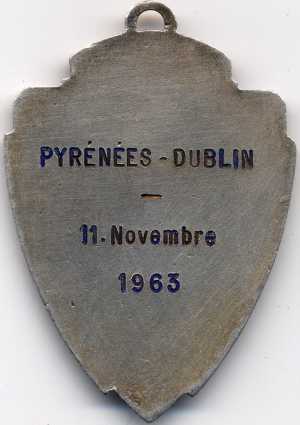 PYRÉNÉES - DUBLIN
—
11. Novembre
1963